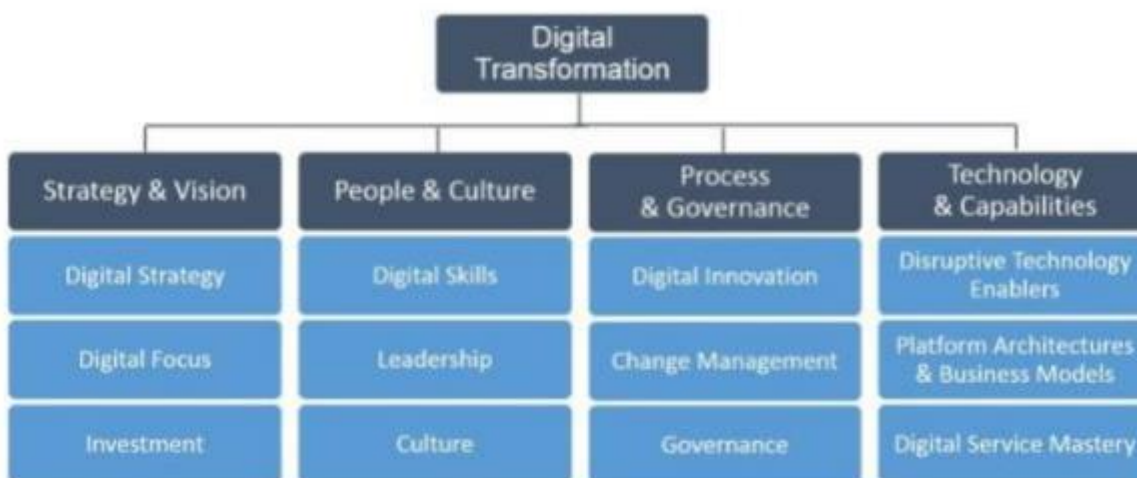 Digital
Transformation
Strategy & Vision
People & Culture
Process
& Governance
Technology
& Capabilities
Digital Strategy
Digital Skills
Digital Innovation
Disruptive Technology
Enablers
Digital Focus
Leadership
Change Management
Platform Architectures
& Business Models
Investment
Culture
Governance
Digital Service Mastery